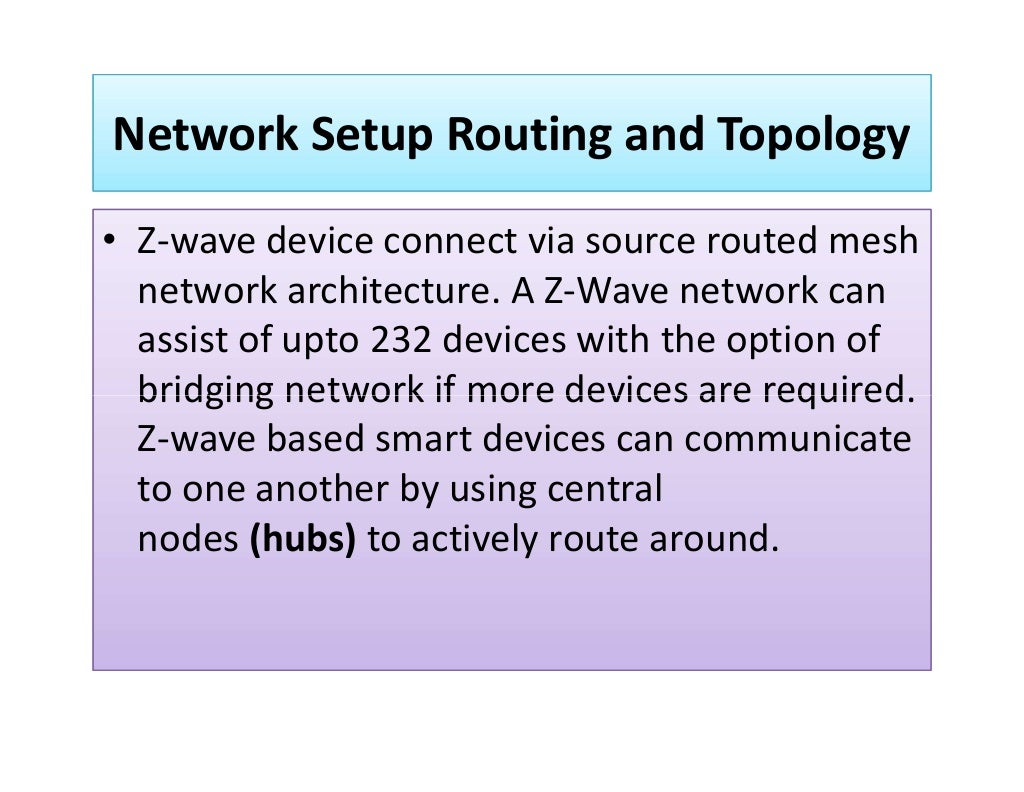 Network Setup Routing and Topology
• Z-wave device connect via source routed mesh
network architecture. A Z-Wave network can
assist of upto 232 devices with the option of
bridging network if more devices are required.
Z-wave based smart devices can communicate
to one another by using central
nodes (hubs) to actively route around.